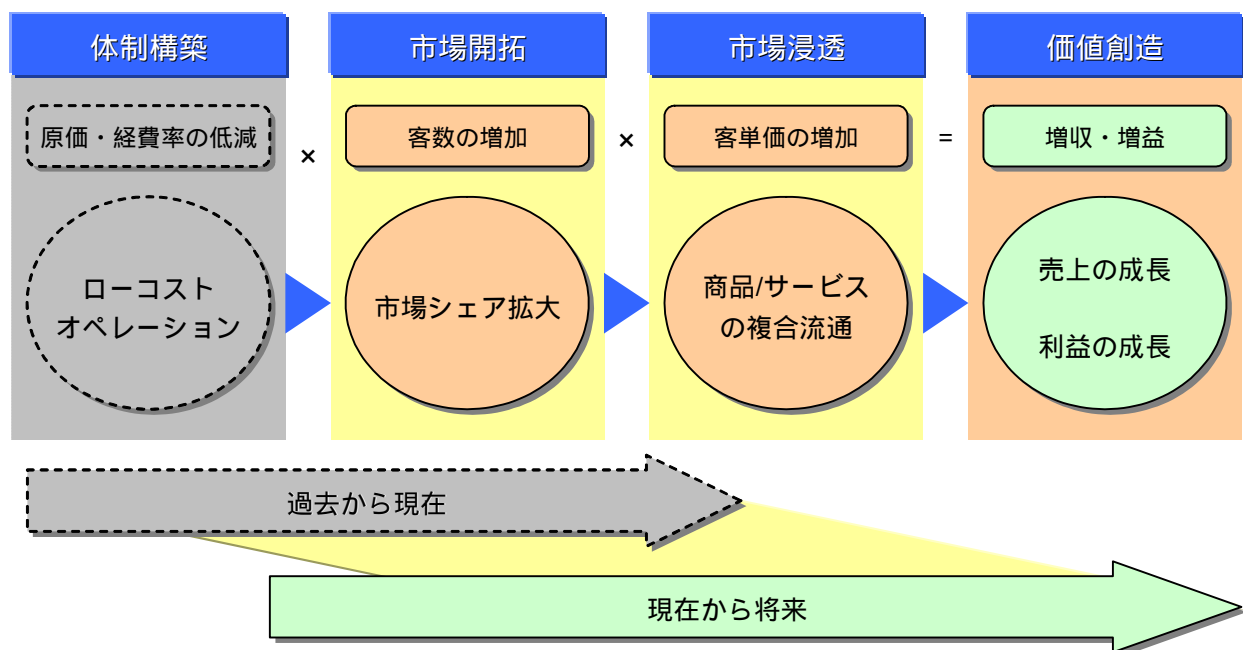 体制構築
市場開拓
市場浸透
価値創造
原価・経費率の低減
×
客数の増加
×
客単価の増加
=
増収・増益
ローコスト
オペレーション
市場シェア拡大
商品/サービス
の複合流通
売上の成長
利益の成長
過去から現在
現在から将来